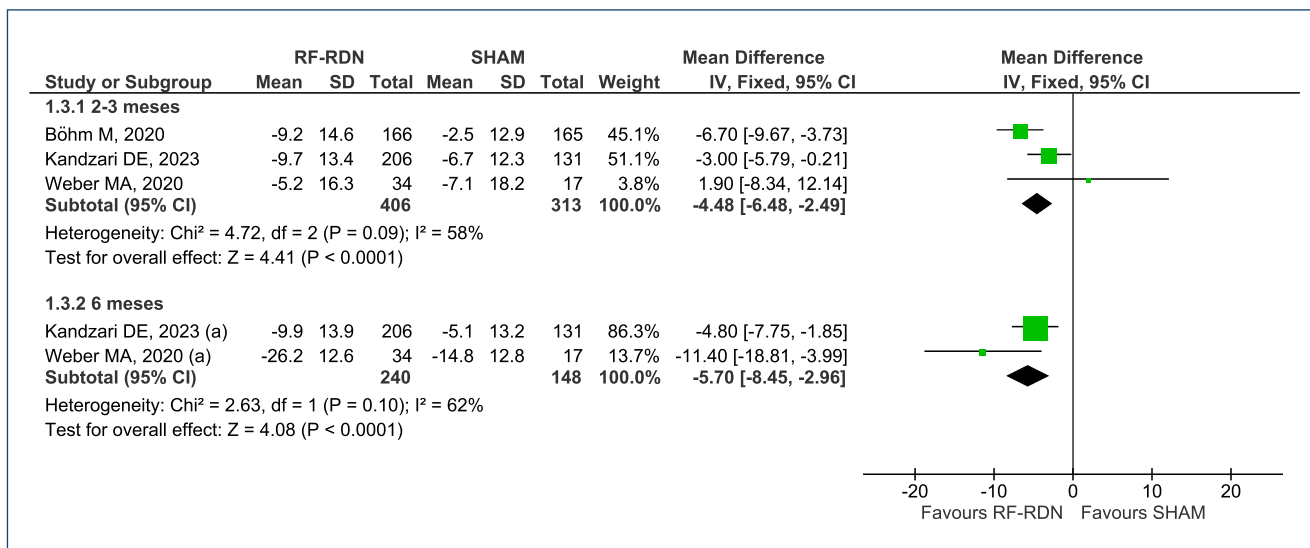 RF-RDN SHAM Mean Difference Mean Difference
Study or Subgroup Mean SD Total Mean SD Total Weight IV, Fixed, 95% CI IV, Fixed, 95% CI
1.3.1 2-3 meses
Böhm M, 2020 -9.2 14.6 166 -2.5 12.9 165 45.1% -6.70 [-9.67, -3.73]
Kandzari DE, 2023 -9.7 13.4 206 -6.7 12.3 131 51.1% -3.00 [-5.79, -0.21]
Weber MA, 2020 -5.2 16.3 34 -7.1 18.2 17 3.8% 1.90 [-8.34, 12.14]
Subtotal (95% CI) 406 313 100.0% -4.48 [-6.48, -2.49]
Heterogeneity: Chi² = 4.72, df = 2 (P = 0.09); I² = 58%
Test for overall effect: Z = 4.41 (P < 0.0001)
1.3.2 6 meses
Kandzari DE, 2023 (a) -9.9 13.9 206 -5.1 13.2 131 86.3% -4.80 [-7.75, -1.85]
Weber MA, 2020 (a) -26.2 12.6 34 -14.8 12.8 17 13.7% -11.40 [-18.81, -3.99]
Subtotal (95% CI) 240 148 100.0% -5.70 [-8.45, -2.96]
Heterogeneity: Chi² = 2.63, df = 1 (P = 0.10); I² = 62%
Test for overall effect: Z = 4.08 (P < 0.0001)
-20 -10 0 10 20
Favours RF-RDN Favours SHAM